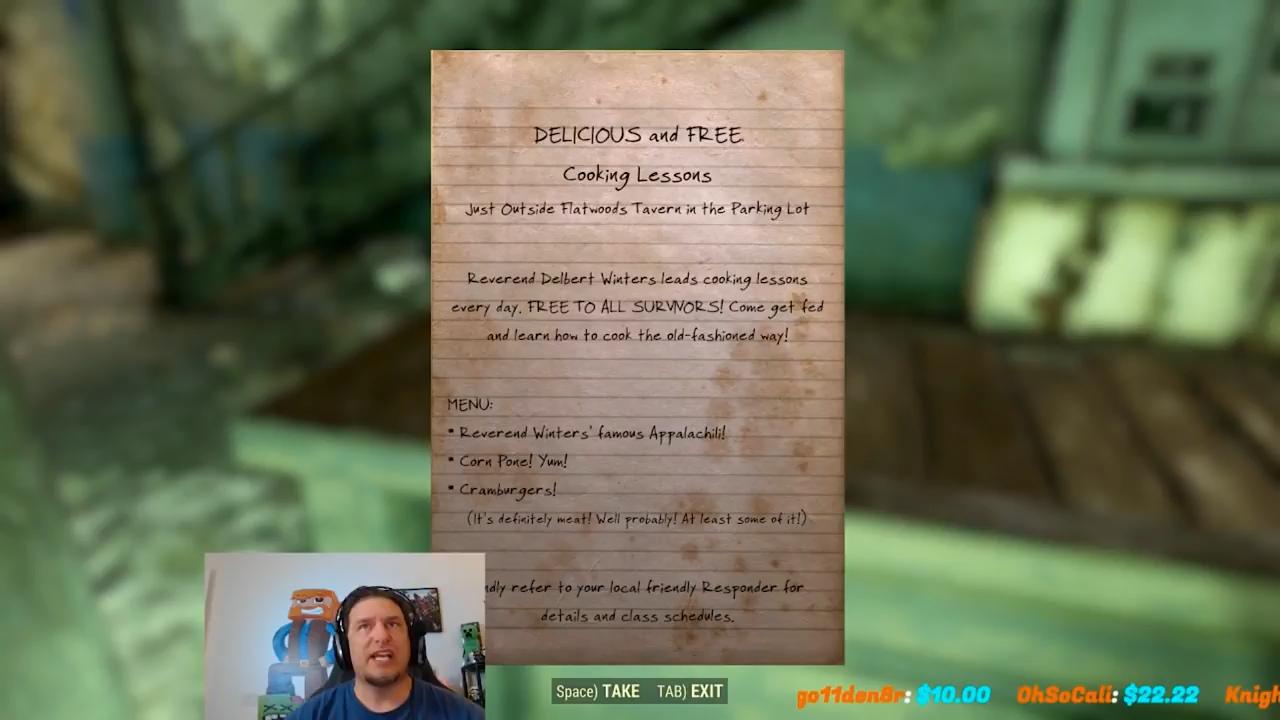 DELICIOUS and FREE
Cooking Lessons
Just Outside Flatwoods Tavern in the Parking Lot
Reverend Delbert Winters leads cooking lessons
every day. FREE TO ALL SURVIVORS! Come get fed
and learn how to cook the old-fashioned way!
MENU:
* Reverend Winters' famous Appalachili!
* Corn Pone! Yum!
* Cramburgers!
(It's definitely meat! Well probably! At least some of it!)
refer to your local friendly Responder for
details and class schedules.
Space) TAKE TAB) EXIT
go11den8r: $10.00 OhSoCali: $22.22